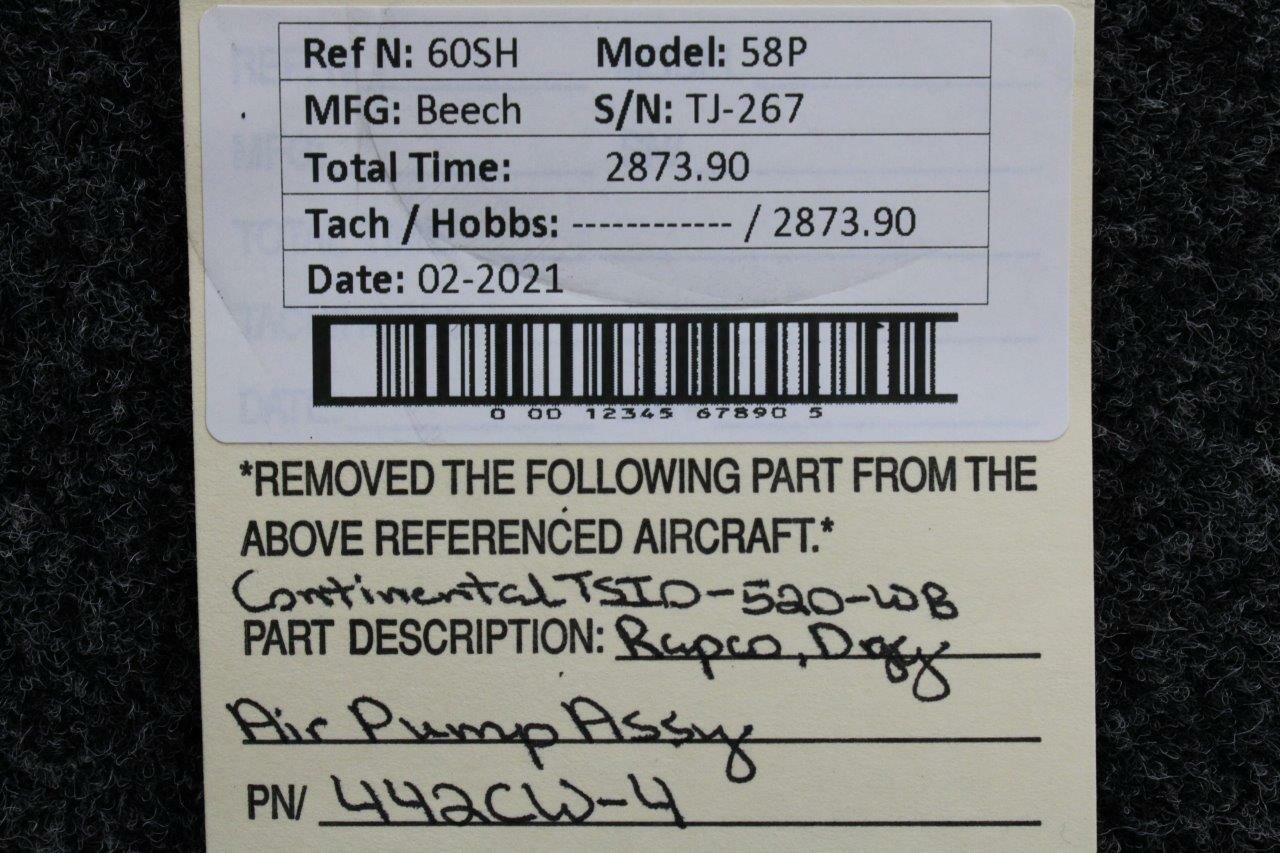 Ref N: 60SH Model: 58P
MFG: Beech S/N: TJ-267
Total Time: 2873.90
Tach / Hobbs: ------------ / 2873.90
Date: 02-2021
0 00 12345 67890 5
*REMOVED THE FOLLOWING PART FROM THE
ABOVE REFERENCED AIRCRAFT.*
Continental TSIO-520-WB
PART DESCRIPTION: Rapco, Dry
Air Pump Assy
PN/ 442CW-4